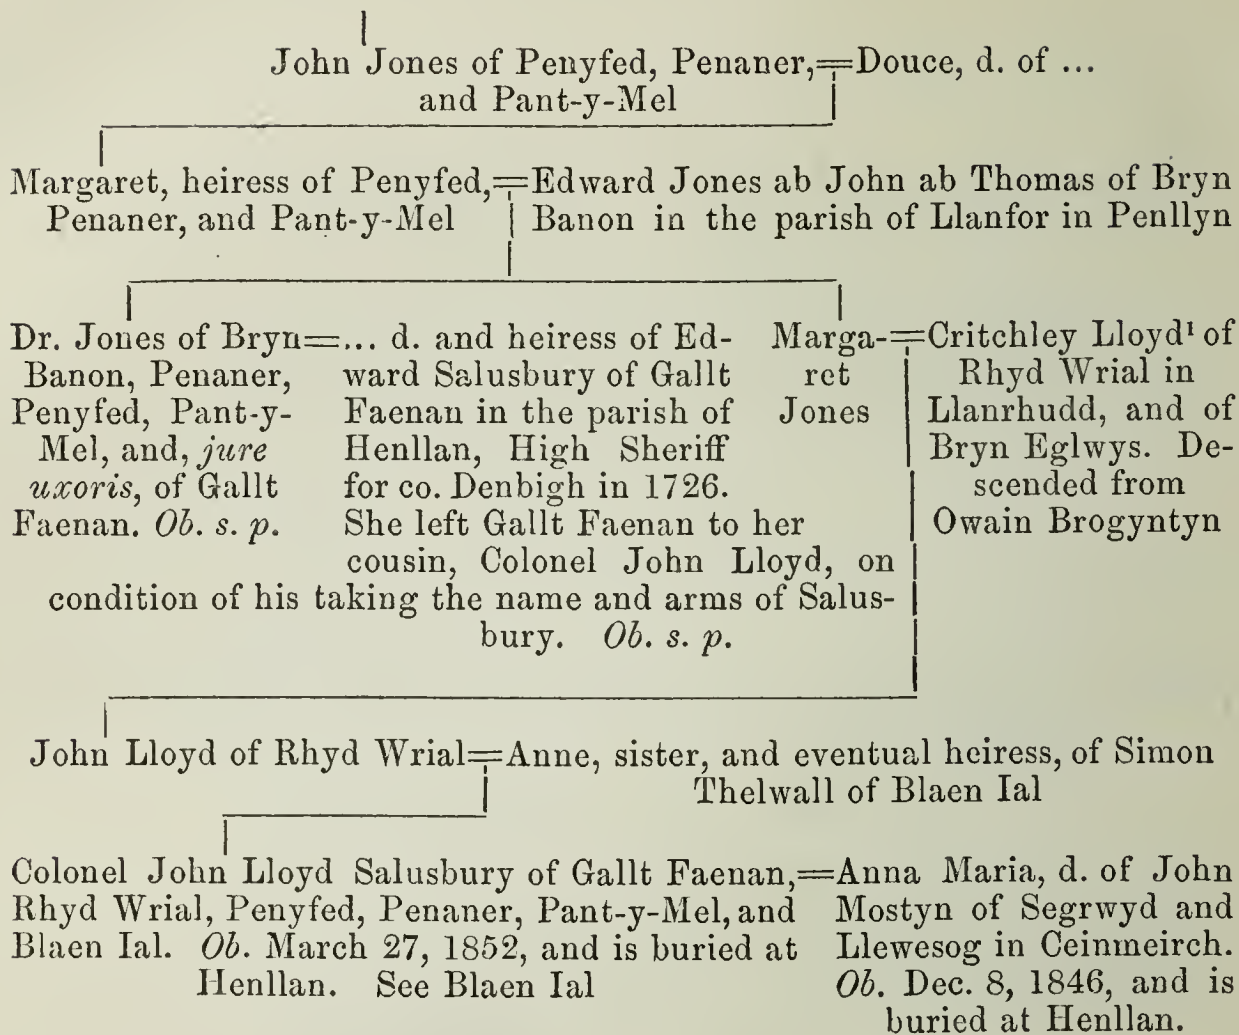 John Jones of Penyfed, Penaner,=Douce, d. of ...
and Pant-y-Mel
Margaret, heiress of Penyfed,=Edward Jones ab John ab Thomas of Bryn
Penaner, and Pant-y-Mel
Banon in the parish of Llanfor in Penllyn
Dr. Jones of Bryn=... d. and heiress of Ed-
Banon, Penaner,
Penyfed, Pant-y-
Mel, and, jure
uxoris, of Gallt
Faenan. Ob. s. p.
ward Salusbury of Gallt
Faenan in the parish of
Henllan, High Sheriff
for co. Denbigh in 1726.
She left Gallt Faenan to her
cousin, Colonel John Lloyd, on
condition of his taking the name and arms of Salus-
bury. Ob. s. p.
Marga-=Critchley Lloyd¹ of
ret
Jones
Rhyd Wrial in
Llanrhudd, and of
Bryn Eglwys. De-
scended from
Owain Brogyntyn
John Lloyd of Rhyd Wrial=Anne, sister, and eventual heiress, of Simon
Thelwall of Blaen Ial
Colonel John Lloyd Salusbury of Gallt Faenan,=Anna Maria, d. of John
Rhyd Wrial, Penyfed, Penaner, Pant-y-Mel, and
Blaen Ial. Ob. March 27, 1852, and is buried at
Henllan. See Blaen Ial
Mostyn of Segrwyd and
Llewesog in Ceinmeirch.
Ob. Dec. 8, 1846, and is
buried at Henllan.